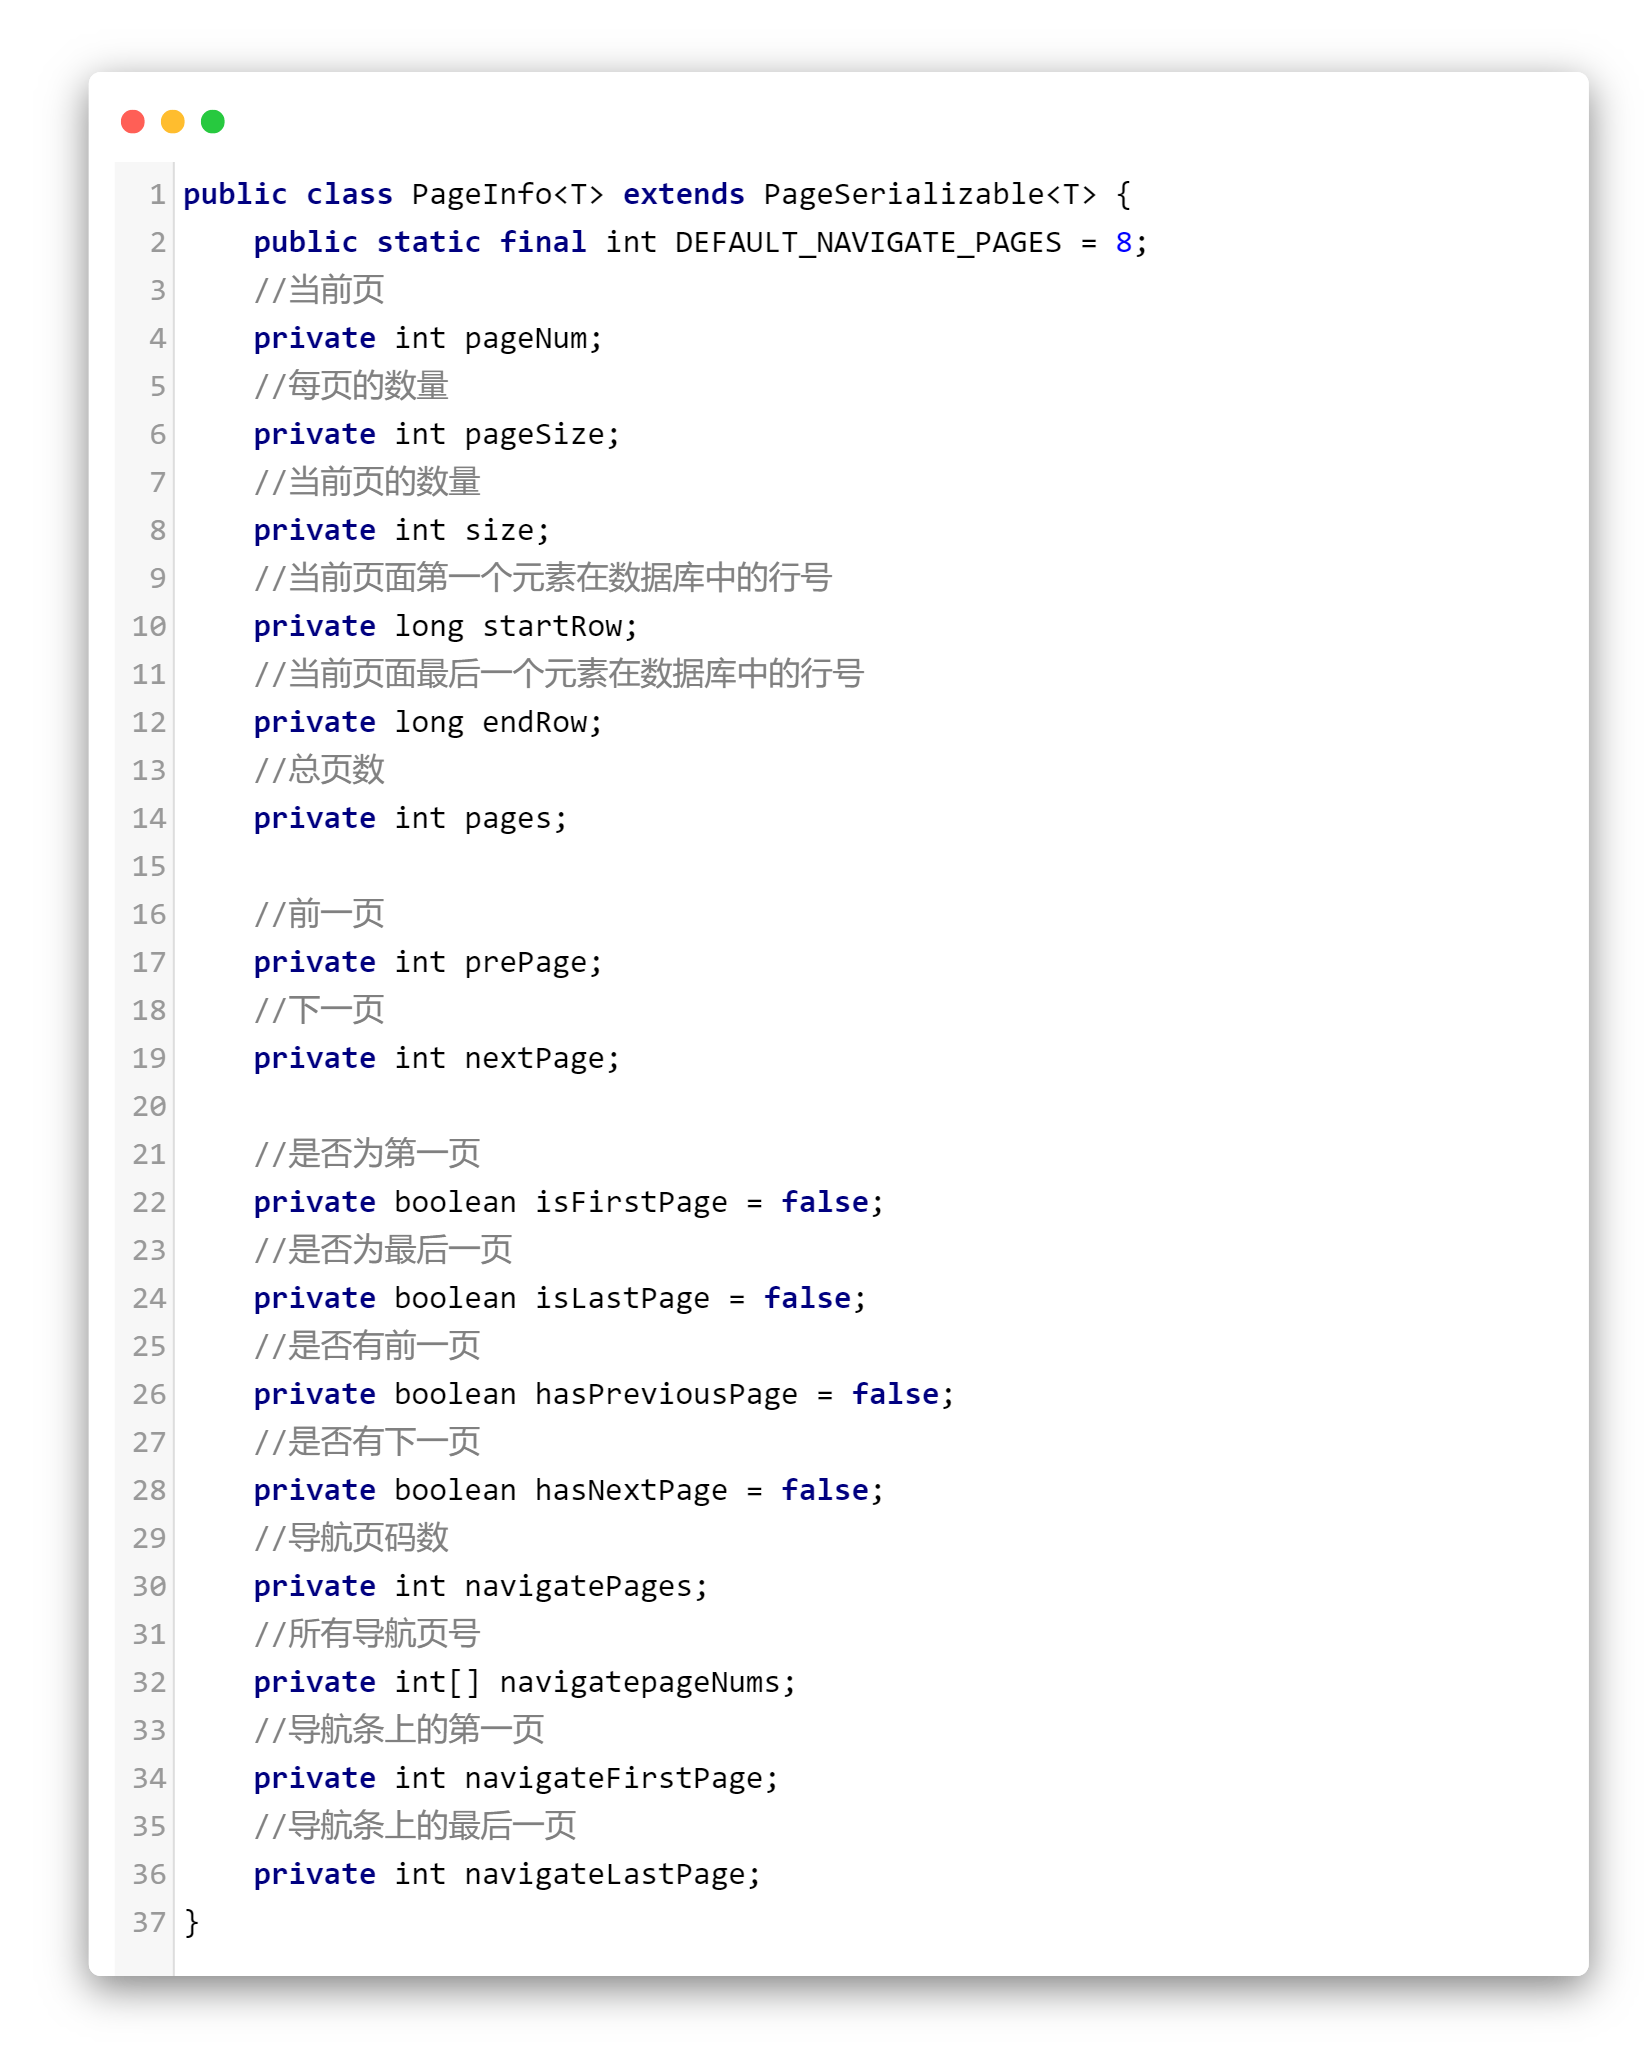 1 public class PageInfo<T> extends PageSerializable<T> {
2 public static final int DEFAULT_NAVIGATE_PAGES = 8;
3 //当前页
4 private int pageNum;
5 //每页的数量
6 private int pageSize;
7 //当前页的数量
8 private int size;
9 //当前页面第一个元素在数据库中的行号
10 private long startRow;
11 //当前页面最后一个元素在数据库中的行号
12 private long endRow;
13 //总页数
14 private int pages;
15
16 //前一页
17 private int prePage;
18 //下一页
19 private int nextPage;
20
21 //是否为第一页
22 private boolean isFirstPage = false;
23 //是否为最后一页
24 private boolean isLastPage = false;
25 //是否有前一页
26 private boolean hasPreviousPage = false;
27 //是否有下一页
28 private boolean hasNextPage = false;
29 //导航页码数
30 private int navigatePages;
31 //所有导航页号
32 private int[] navigatepageNums;
33 //导航条上的第一页
34 private int navigateFirstPage;
35 //导航条上的最后一页
36 private int navigateLastPage;
37 }